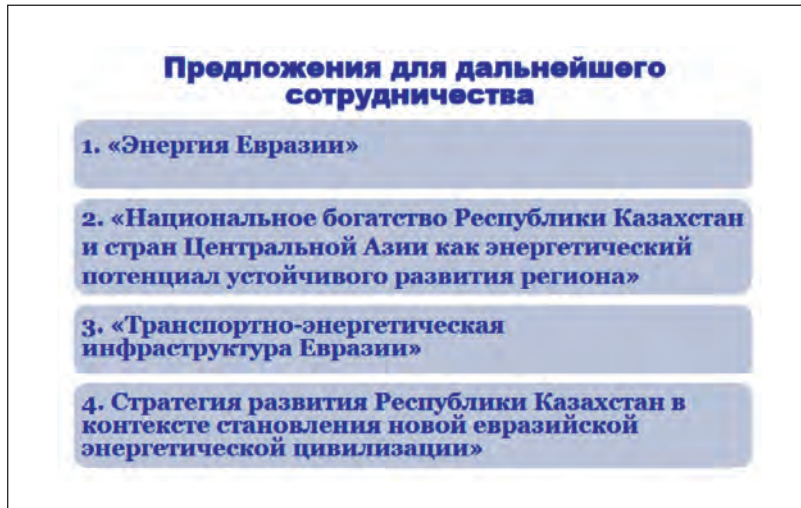 Предложения для дальнейшего
сотрудничества
1. «Энергия Евразии»
2. «Национальное богатство Республики Казахстан
и стран Центральной Азии как энергетический
потенциал устойчивого развития региона»
3. «Транспортно-энергетическая
инфраструктура Евразии»
4. Стратегия развития Республики Казахстан в
контексте становления новой евразийской
энергетической цивилизации»